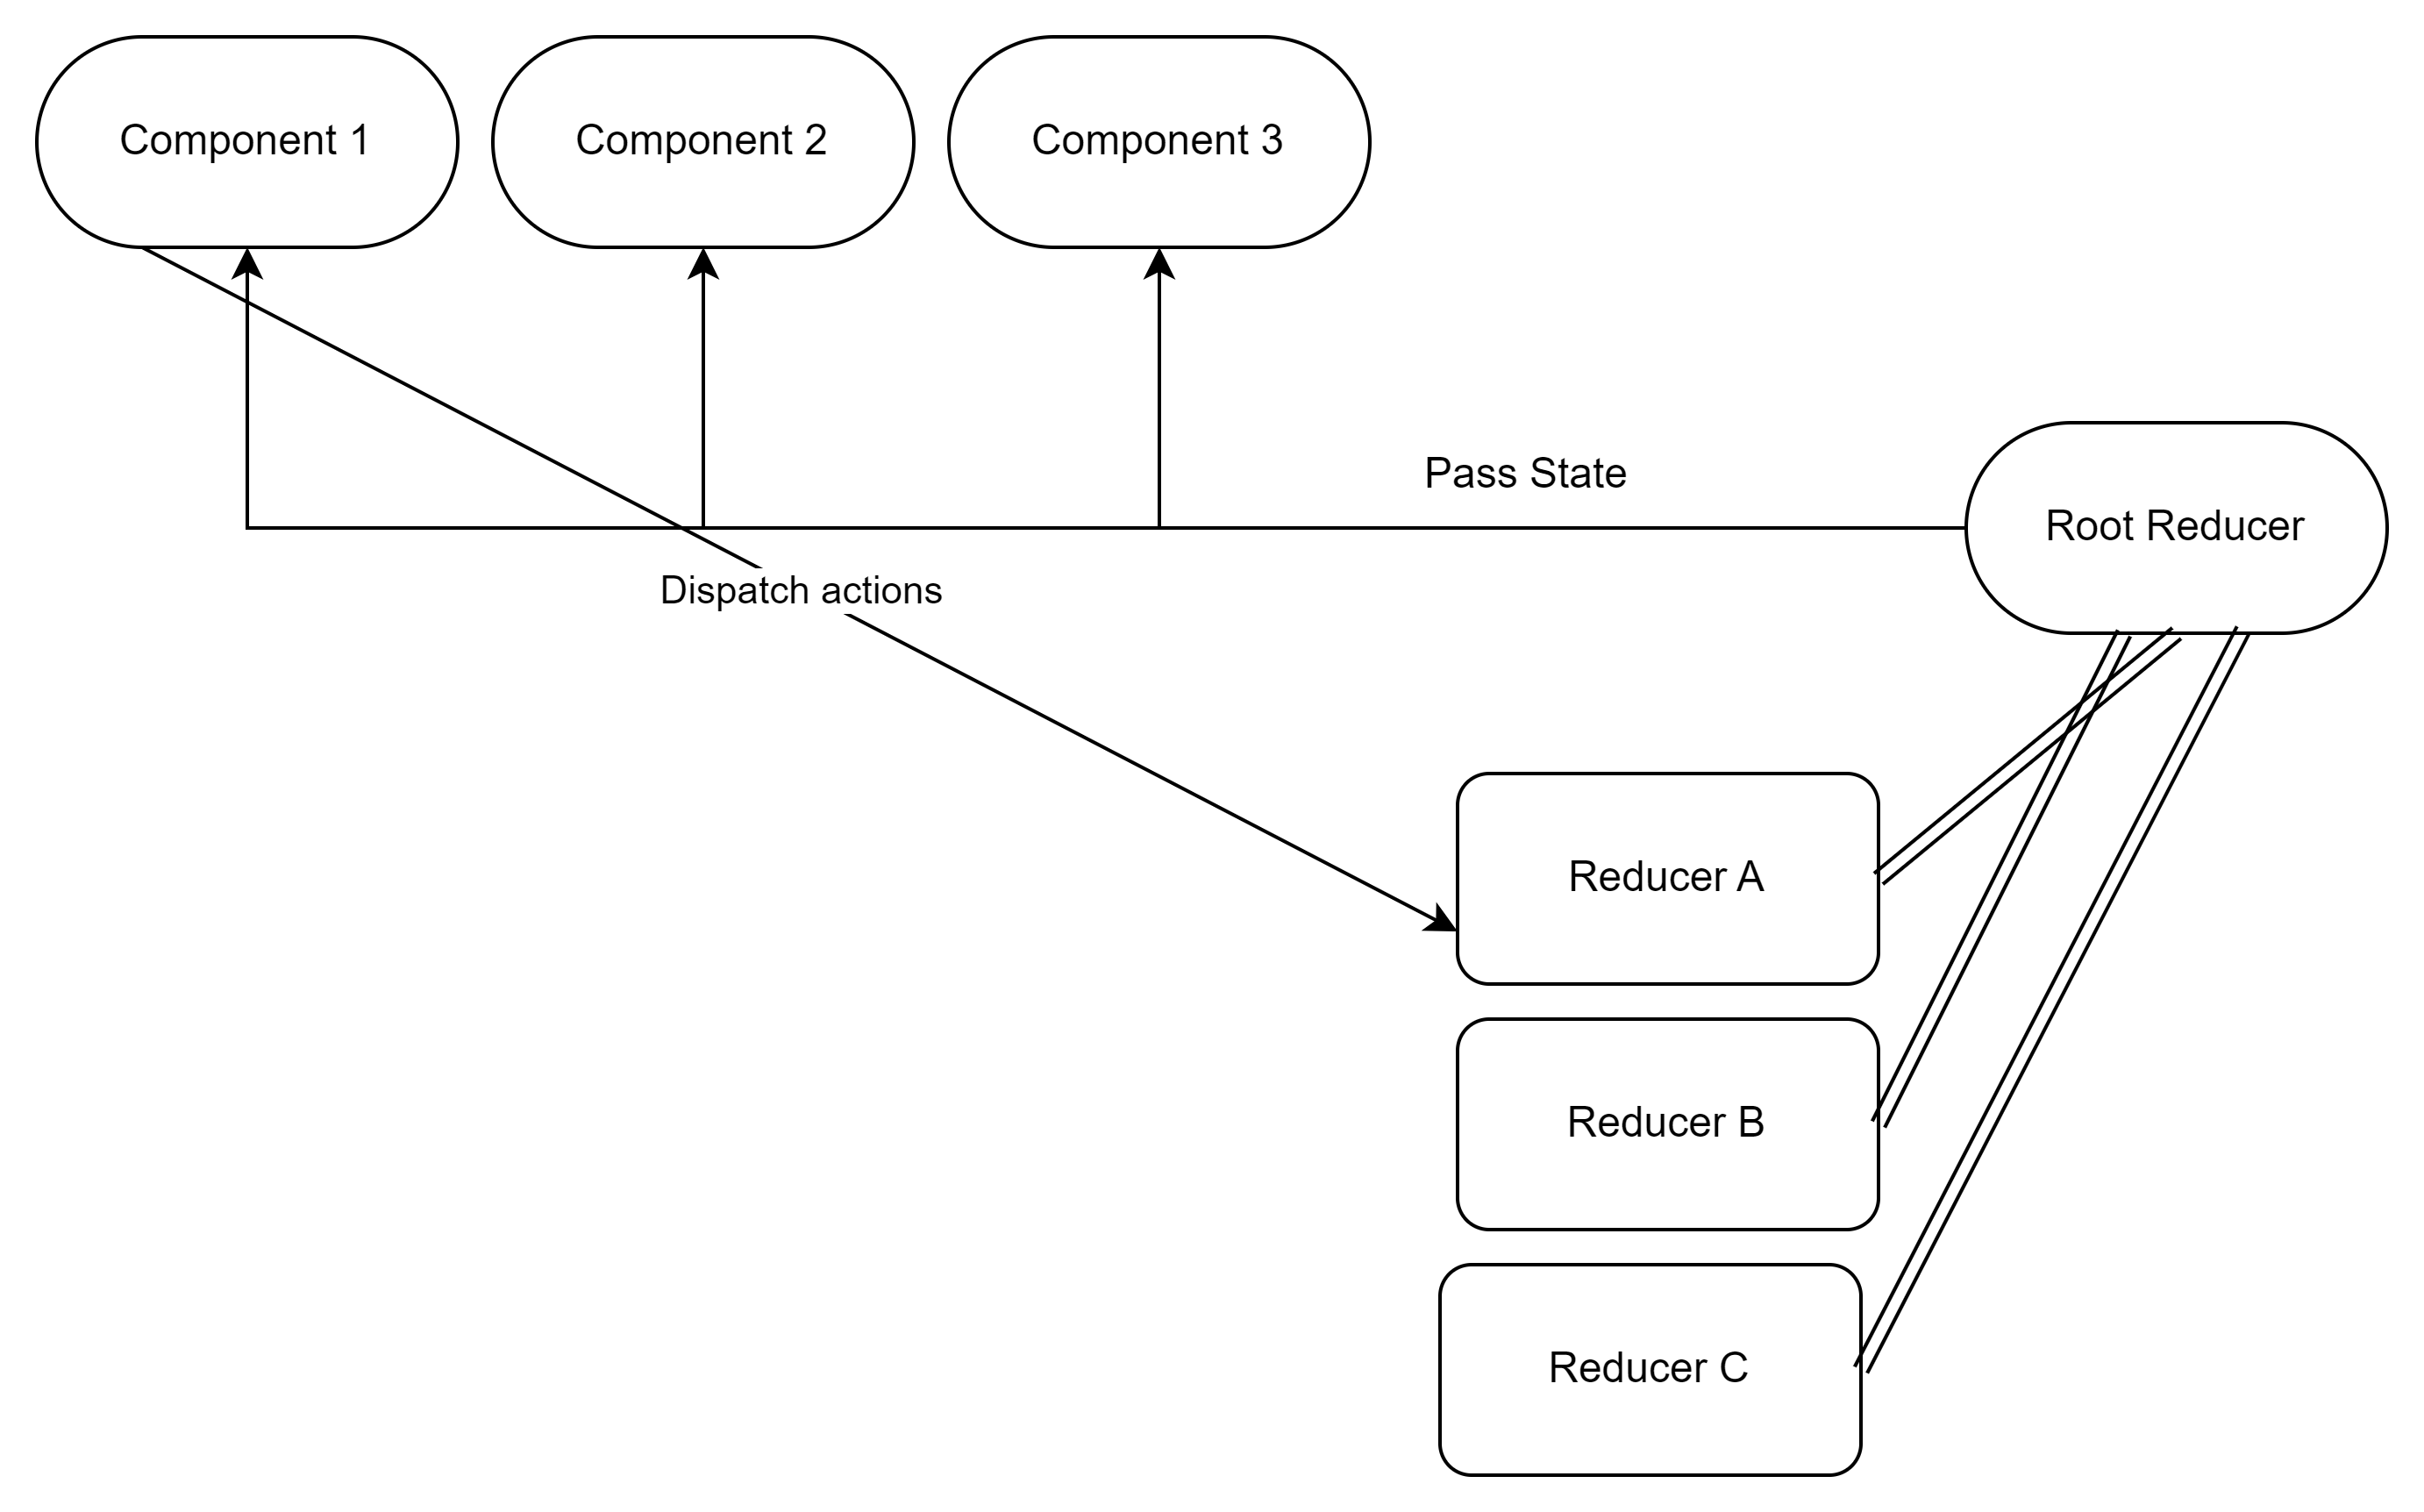 Component 1
Component 2
Component 3
Pass State
Root Reducer
Dispatch actions
Reducer A
Reducer B
Reducer C